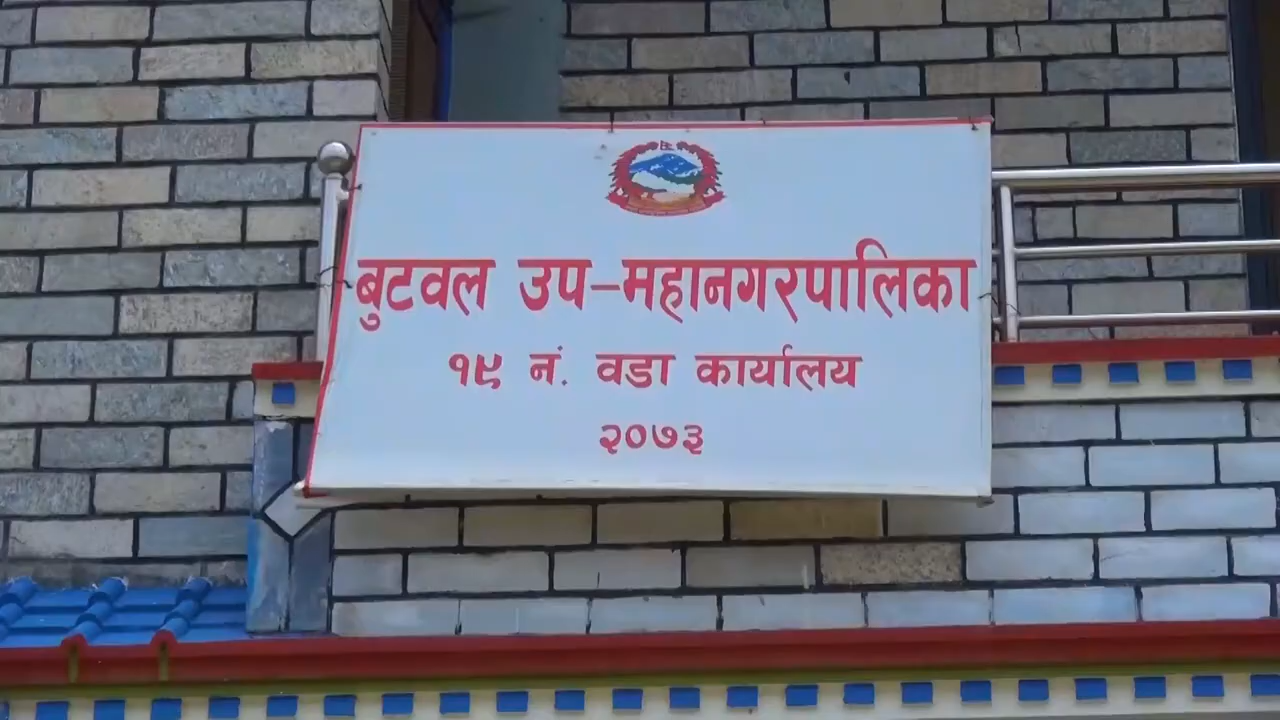 बुटवल उप-महानगरपालिका
१९ नं. वडा कार्यालय
२०७३